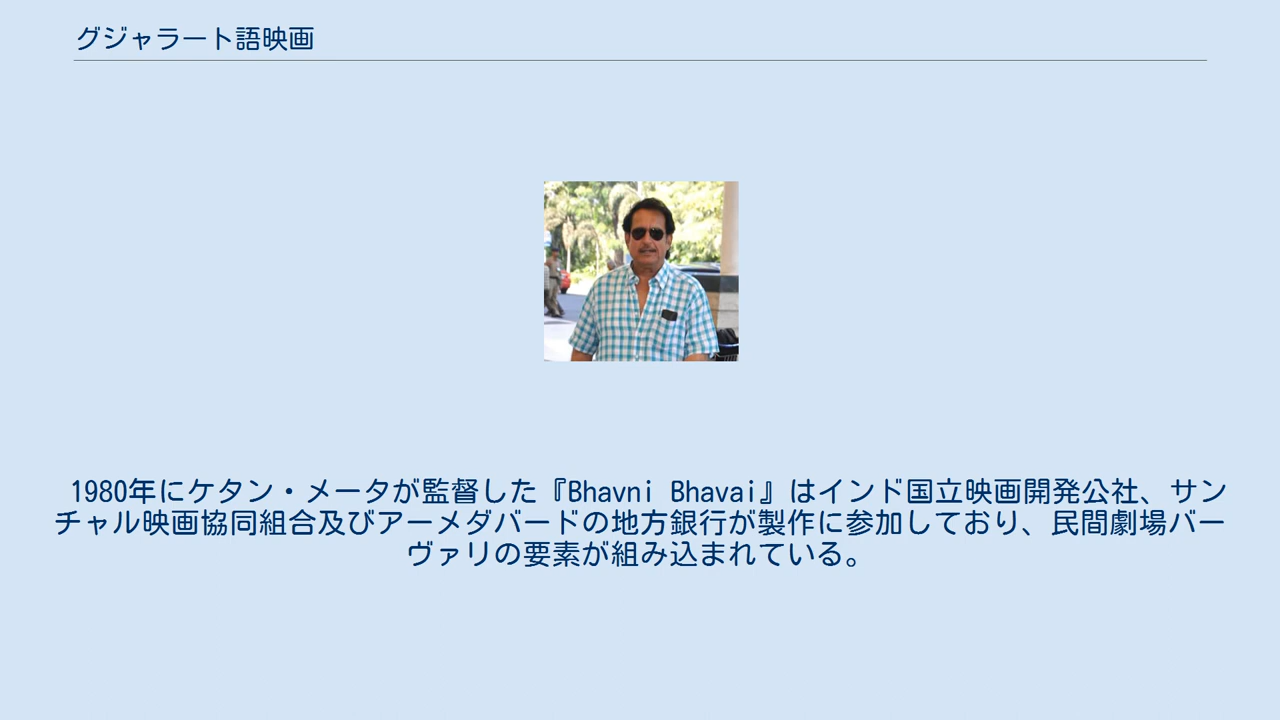 グジャラート語映画
1980年にケタン・メータが監督した『Bhavni Bhavai』はインド国立映画開発公社、サン
チャル映画協同組合及びアーメダバードの地方銀行が製作に参加しており、民間劇場バー
ヴァリの要素が組み込まれている。